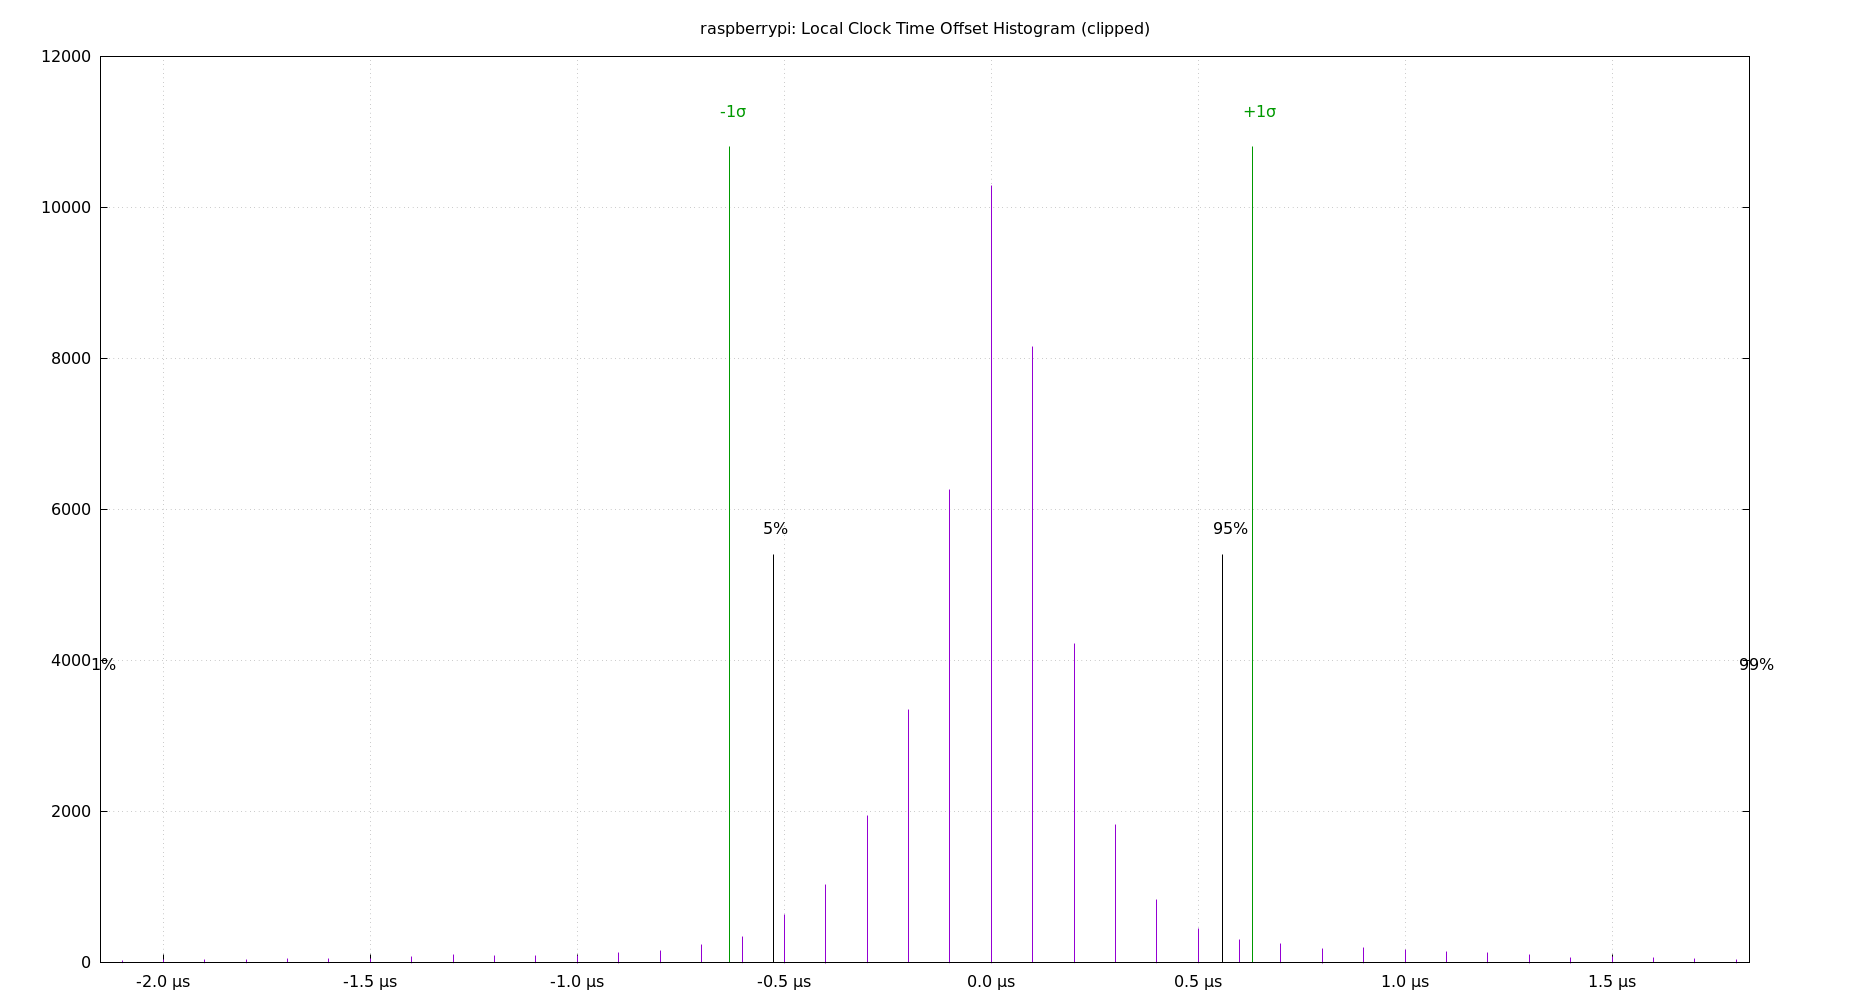 raspberrypi: Local Clock Time Offset Histogram (clipped)
12000
-1σ
+1σ
10000
8000
6000
5%
95%
4000
1%
99%
2000
0
-2.0 µs
-1.5 µs
-1.0 µs
-0.5 µs
0.0 µs
0.5 µs
1.0 µs
1.5 µs